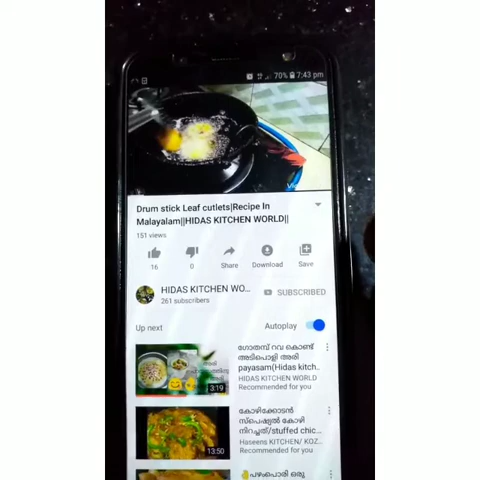 70% 7:43 pm
Drum stick Leaf cutlets|Recipe In
Malayalam||HIDAS KITCHEN WORLD||
151 views
16
0
Share
Download
Save
HIDAS KITCHEN WO...
261 subscribers
SUBSCRIBED
Up next
Autoplay
3:19
ഗോതമ്പ് റവ കൊണ്ട്
അടിപൊളി അരി
payasam(Hidas kitch..
HIDAS KITCHEN WORLD
Recommended for you
13:50
കോഴിക്കോടൻ
സ്പെഷ്യൽ കോഴി
നിറച്ചത്/stuffed chic...
Haseens KITCHEN/ KOZ...
Recommended for you
പഴംപൊരി ഒരു